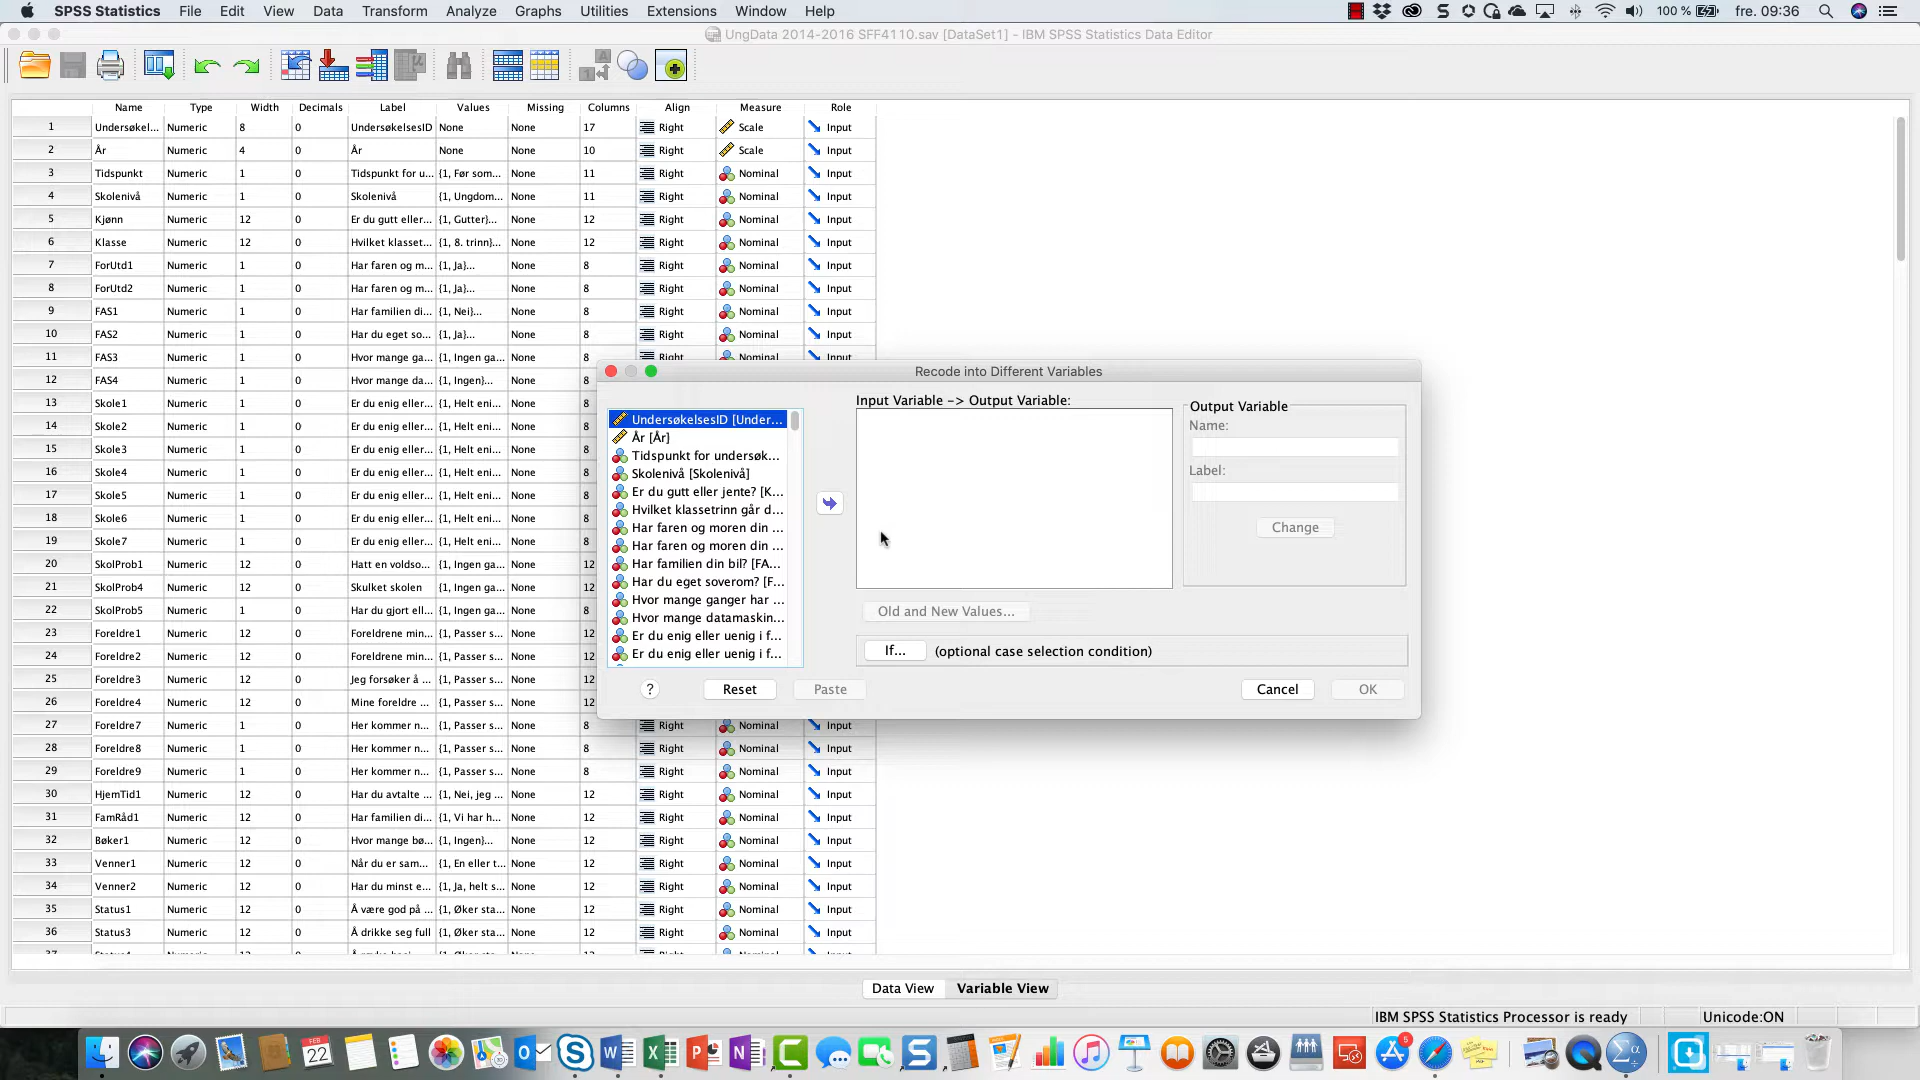 SPSS Statistics File Edit View Data Transform Analyze Graphs Utilities Extensions Window Help 100 % fre. 09:36
UngData 2014-2016 SFF4110.sav [DataSet1] - IBM SPSS Statistics Data Editor
Name Type Width Decimals Label Values Missing Columns Align Measure Role
1 Undersøkel... Numeric 8 0 UndersøkelsesID None None 17 Right Scale Input
2 År Numeric 4 0 År None None 10 Right Scale Input
3 Tidspunkt Numeric 1 0 Tidspunkt for u... {1, Før som... None 11 Right Nominal Input
4 Skolenivå Numeric 1 0 Skolenivå {1, Ungdom... None 11 Right Nominal Input
5 Kjønn Numeric 12 0 Er du gutt eller... {1, Gutter}... None 12 Right Nominal Input
6 Klasse Numeric 12 0 Hvilket klasset... {1, 8. trinn}... None 12 Right Nominal Input
7 ForUtd1 Numeric 1 0 Har faren og m... {1, Ja}... None 8 Right Nominal Input
8 ForUtd2 Numeric 1 0 Har faren og m... {1, Ja}... None 8 Right Nominal Input
9 FAS1 Numeric 1 0 Har familien di... {1, Nei}... None 8 Right Nominal Input
10 FAS2 Numeric 1 0 Har du eget so... {1, Ja}... None 8 Right Nominal Input
11 FAS3 Numeric 1 0 Hvor mange ga... {1, Ingen ga... None 8 Right Nominal Input
12 FAS4 Numeric 1 0 Hvor mange da... {1, Ingen}... None 8
13 Skole1 Numeric 1 0 Er du enig eller... {1, Helt eni... None 8
14 Skole2 Numeric 1 0 Er du enig eller... {1, Helt eni... None 8
15 Skole3 Numeric 1 0 Er du enig eller... {1, Helt eni... None 8
16 Skole4 Numeric 1 0 Er du enig eller... {1, Helt eni... None 8
17 Skole5 Numeric 1 0 Er du enig eller... {1, Helt eni... None 8
18 Skole6 Numeric 1 0 Er du enig eller... {1, Helt eni... None 8
19 Skole7 Numeric 1 0 Er du enig eller... {1, Helt eni... None 8
20 SkolProb1 Numeric 12 0 Hatt en voldso... {1, Ingen ga... None 12
21 SkolProb4 Numeric 12 0 Skulket skolen {1, Ingen ga... None 12
22 SkolProb5 Numeric 1 0 Har du gjort ell... {1, Ingen ga... None 8
23 Foreldre1 Numeric 12 0 Foreldrene min... {1, Passer s... None 12
24 Foreldre2 Numeric 12 0 Foreldrene min... {1, Passer s... None 12
25 Foreldre3 Numeric 12 0 Jeg forsøker å ... {1, Passer s... None 12
26 Foreldre4 Numeric 12 0 Mine foreldre ... {1, Passer s... None 12
27 Foreldre7 Numeric 1 0 Her kommer n... {1, Passer s... None 8 Right Nominal Input
28 Foreldre8 Numeric 1 0 Her kommer n... {1, Passer s... None 8 Right Nominal Input
29 Foreldre9 Numeric 1 0 Her kommer n... {1, Passer s... None 8 Right Nominal Input
30 HjemTid1 Numeric 12 0 Har du avtalte ... {1, Nei, jeg ... None 12 Right Nominal Input
31 FamRåd1 Numeric 12 0 Har familien di... {1, Vi har h... None 12 Right Nominal Input
32 Bøker1 Numeric 12 0 Hvor mange bø... {1, Ingen}... None 12 Right Nominal Input
33 Venner1 Numeric 12 0 Når du er sam... {1, En eller t... None 12 Right Nominal Input
34 Venner2 Numeric 12 0 Har du minst e... {1, Ja, helt s... None 12 Right Nominal Input
35 Status1 Numeric 12 0 Å være god på ... {1, Øker sta... None 12 Right Nominal Input
36 Status3 Numeric 12 0 Å drikke seg full {1, Øker sta... None 12 Right Nominal Input
Recode into Different Variables
UndersøkelsesID [Under...
År [År]
Tidspunkt for undersøk...
Skolenivå [Skolenivå]
Er du gutt eller jente? [K...
Hvilket klassetrinn går d...
Har faren og moren din ...
Har faren og moren din ...
Har familien din bil? [FA...
Har du eget soverom? [F...
Hvor mange ganger har ...
Hvor mange datamaskin...
Er du enig eller uenig i f...
Er du enig eller uenig i f...
Input Variable -> Output Variable:
Output Variable
Name:
Label:
Change
Old and New Values...
If... (optional case selection condition)
? Reset Paste Cancel OK
Data View Variable View
IBM SPSS Statistics Processor is ready Unicode:ON
FEBR.
22
5